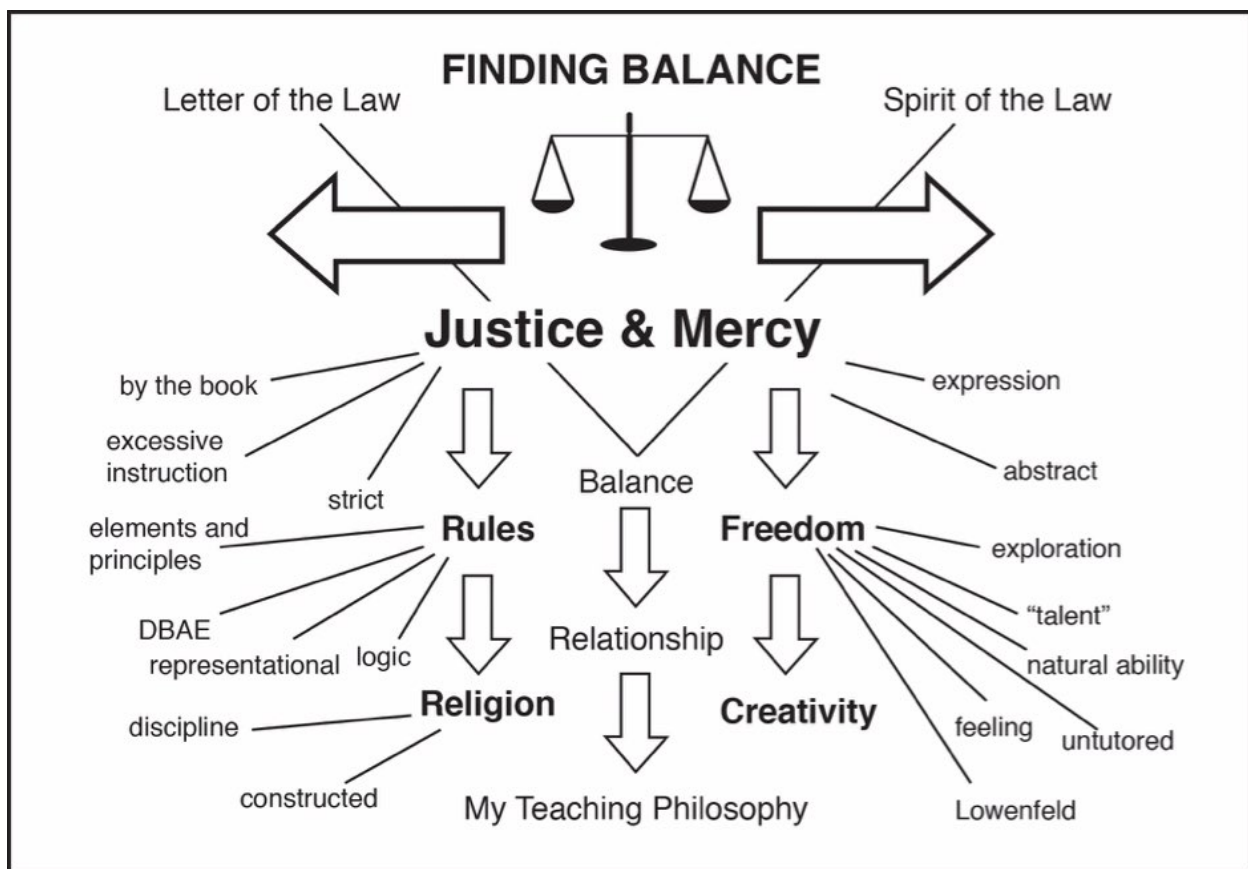 FINDING BALANCE
Letter of the Law
Spirit of the Law
Justice & Mercy
by the book
expression
excessive
instruction
abstract
strict
Balance
elements and
principles
Rules
Freedom
exploration
DBAE
"talent"
representational
logic
Relationship
natural ability
Religion
Creativity
discipline
feeling
untutored
constructed
My Teaching Philosophy
Lowenfeld